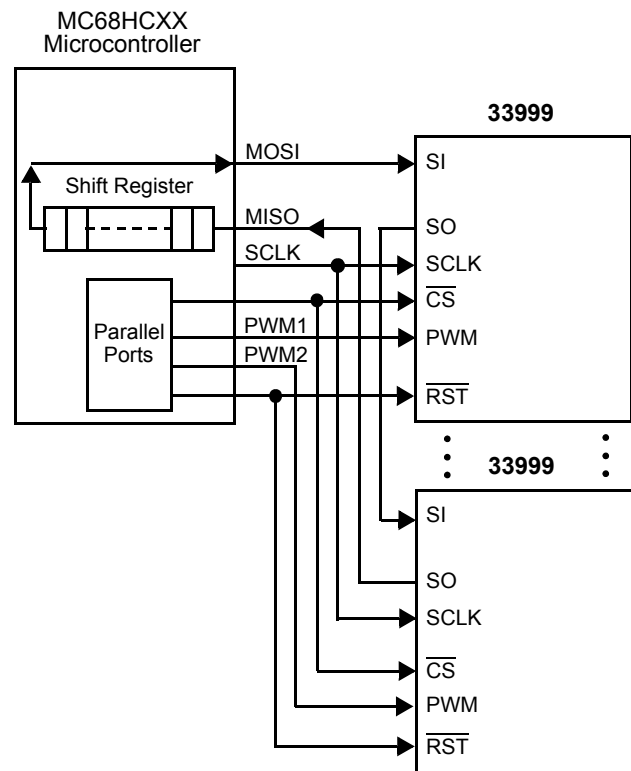 MC68HCXX
Microcontroller
33999
MOSI
SI
Shift Register
MISO
SO
SCLK
SCLK
CS
Parallel
Ports
PWM1
PWM
PWM2
RST
33999
SI
SO
SCLK
CS
PWM
RST